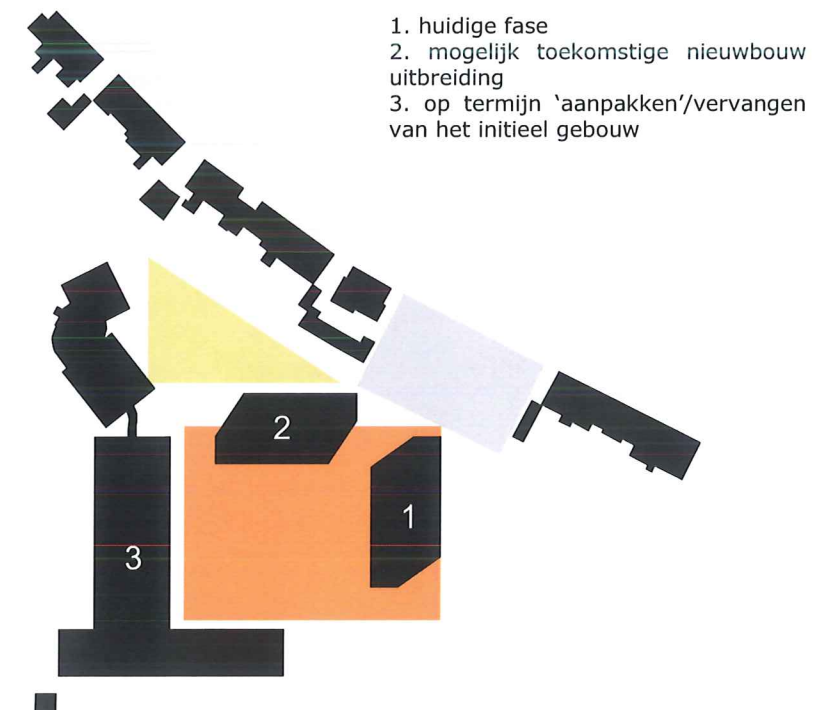 1. huidige fase
2. mogelijk toekomstige nieuwbouw
uitbreiding
3. op termijn ‘aanpakken’/vervangen
van het initieel gebouw
2
1
3